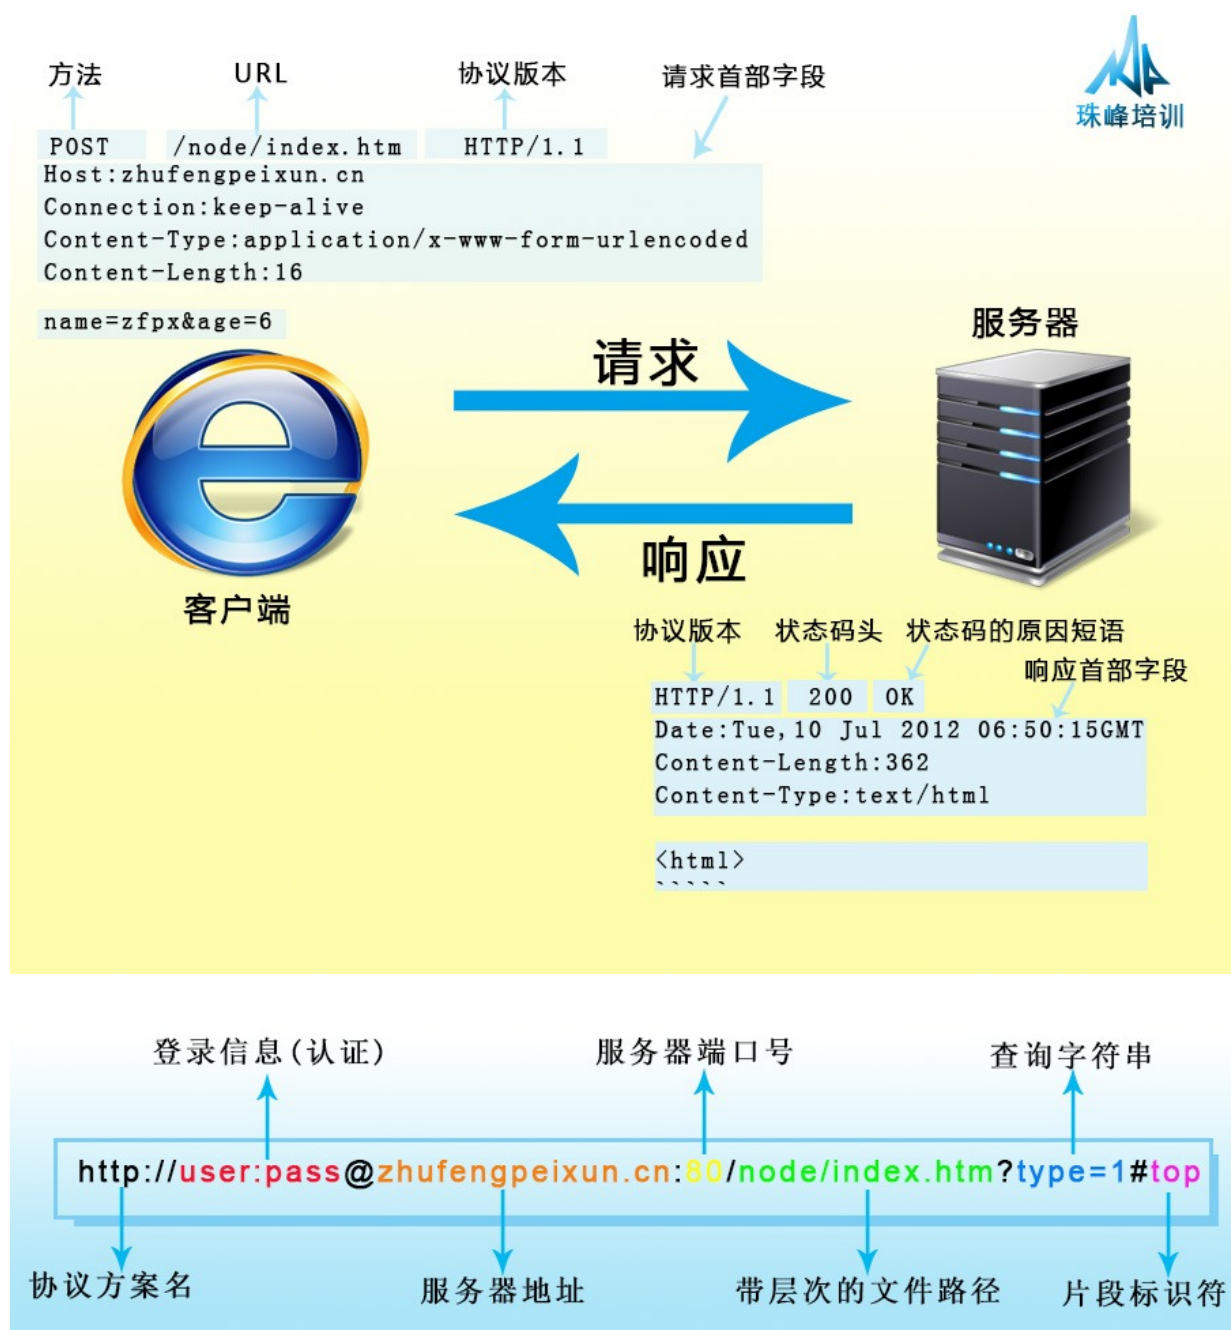 方法 URL 协议版本 请求首部字段
珠峰培训
POST /node/index.htm HTTP/1.1
Host:zhufengpeixun.cn
Connection:keep-alive
Content-Type:application/x-www-form-urlencoded
Content-Length:16
name=zfpx&age=6
服务器
请求
响应
客户端
协议版本 状态码头 状态码的原因短语
响应首部字段
HTTP/1.1 200 OK
Date:Tue,10 Jul 2012 06:50:15GMT
Content-Length:362
Content-Type:text/html
<html>
`````
登录信息(认证) 服务器端口号 查询字符串
http://user:pass@zhufengpeixun.cn:80/node/index.htm?type=1#top
协议方案名 服务器地址 带层次的文件路径 片段标识符